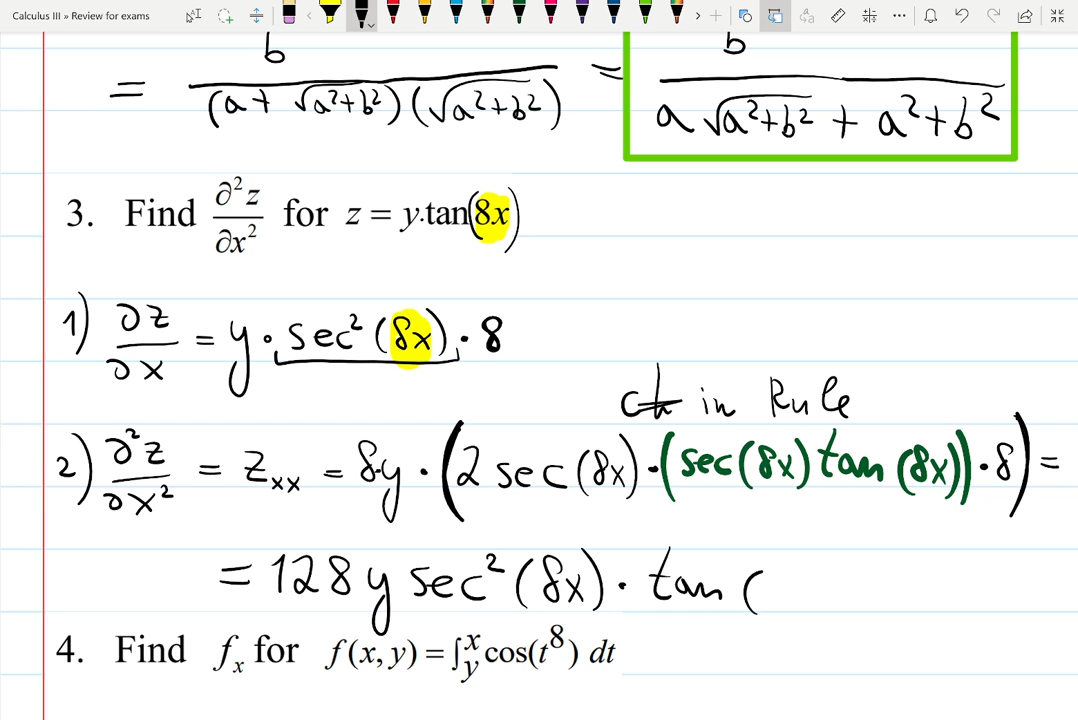 Calculus III » Review for exams
b b
= (a + √a²+b²)(√a²+b²) = a √a²+b² + a²+b²
3. Find ∂²z/∂x² for z = y·tan(8x)
1) ∂z/∂x = y · sec² (8x) · 8
ch in Rule
2) ∂²z/∂x² = Zxx = 8y · (2 sec (8x) · (sec(8x) tan (8x)) · 8) =
= 128 y sec² (8x) · tan (
4. Find fₓ for f(x, y) = ∫yˣ cos(t⁸) dt